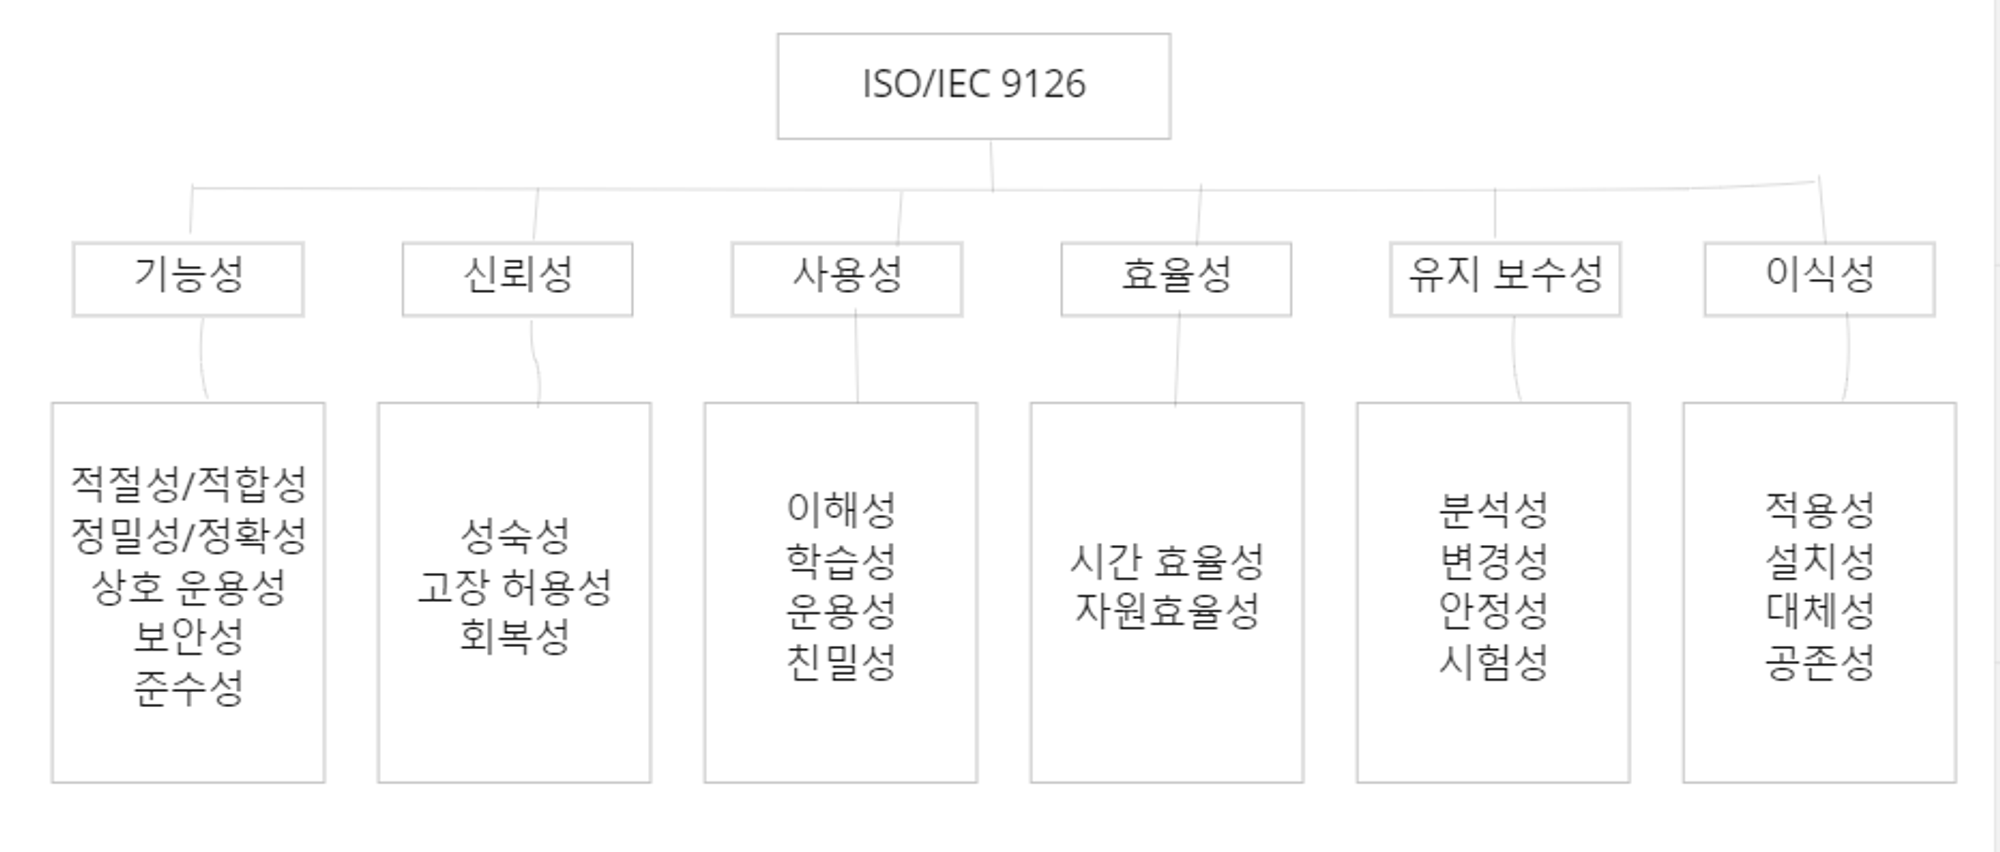 ISO/IEC 9126
기능성
신뢰성
사용성
효율성
유지 보수성
이식성
적절성/적합성
정밀성/정확성
상호 운용성
보안성
준수성
성숙성
고장 허용성
회복성
이해성
학습성
운용성
친밀성
시간 효율성
자원효율성
분석성
변경성
안정성
시험성
적용성
설치성
대체성
공존성